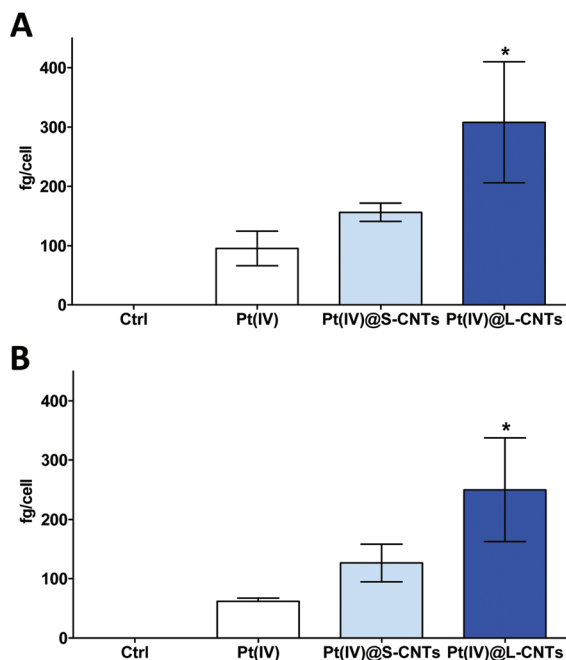 A
*
400
300
200
100
0
fg/cell
Ctrl Pt(IV) Pt(IV)@S-CNTs Pt(IV)@L-CNTs
B
*
400
300
200
100
0
fg/cell
Ctrl Pt(IV) Pt(IV)@S-CNTs Pt(IV)@L-CNTs